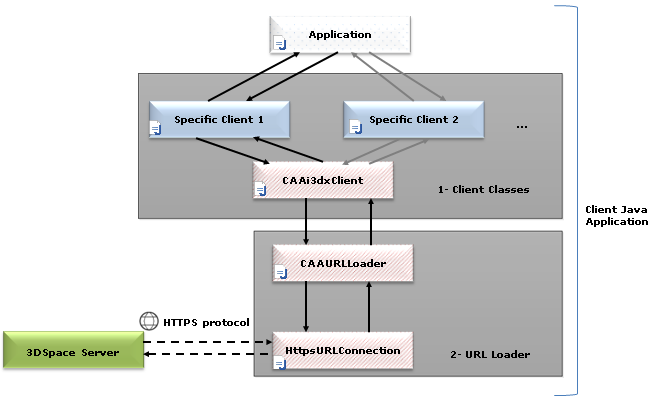 Application
Specific Client 1
Specific Client 2
...
CAAi3dxClient
1- Client Classes
Client Java
Application
CAAURLLoader
HTTPS protocol
3DSpace Server
HttpsURLConnection
2- URL Loader